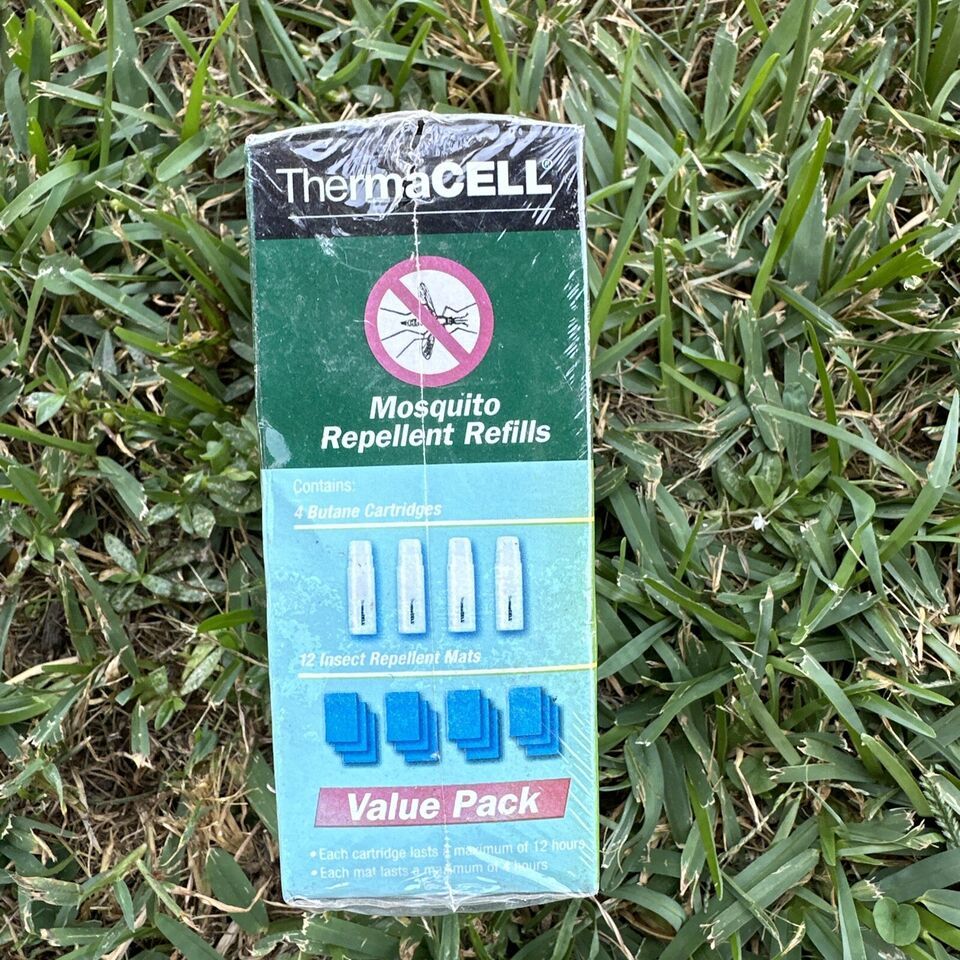 ThermaCELL®
Mosquito
Repellent Refills
Contains:
4 Butane Cartridges
12 Insect Repellent Mats
Value Pack
• Each cartridge lasts a maximum of 12 hours
• Each mat lasts a maximum of 4 hours